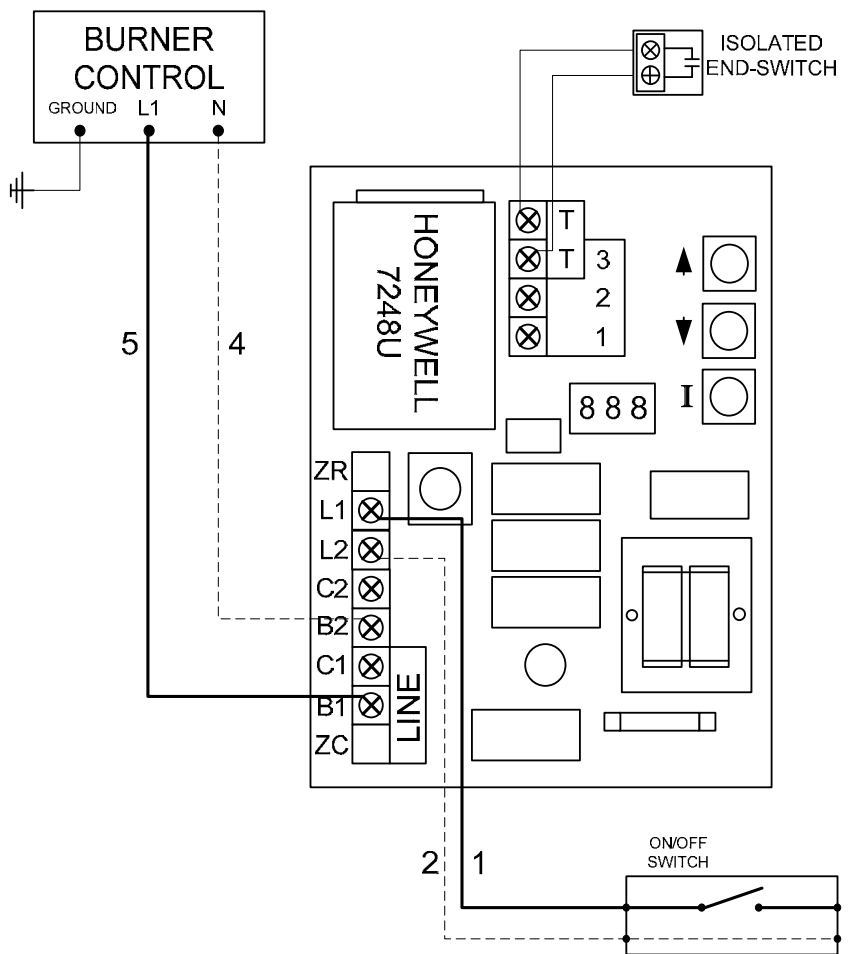 BURNER
CONTROL
GROUND L1 N
ISOLATED
END-SWITCH
HONEYWELL
7248U
T
T 3
2
1
5
4
I
888
ZR
L1
L2
C2
B2
C1
B1
ZC
LINE
2 1
ON/OFF
SWITCH